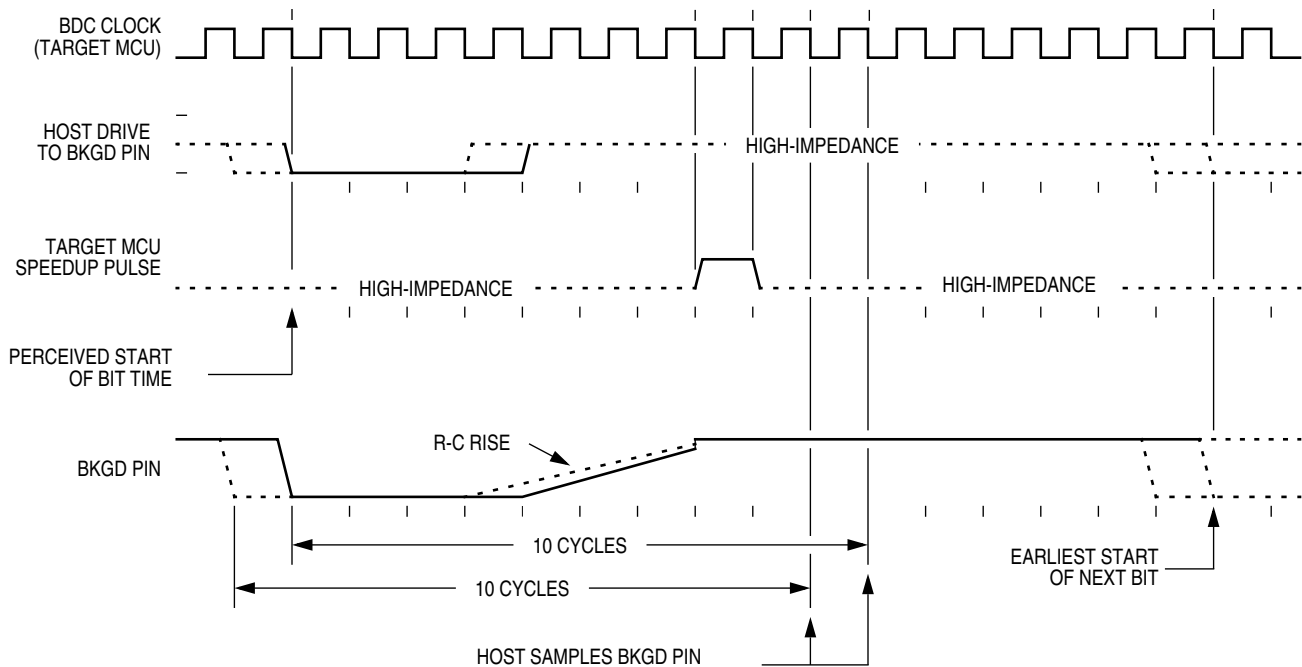 BDC CLOCK
(TARGET MCU)
HOST DRIVE
TO BKGD PIN
HIGH-IMPEDANCE
TARGET MCU
SPEEDUP PULSE
HIGH-IMPEDANCE
HIGH-IMPEDANCE
PERCEIVED START
OF BIT TIME
R-C RISE
BKGD PIN
10 CYCLES
EARLIEST START
OF NEXT BIT
10 CYCLES
HOST SAMPLES BKGD PIN